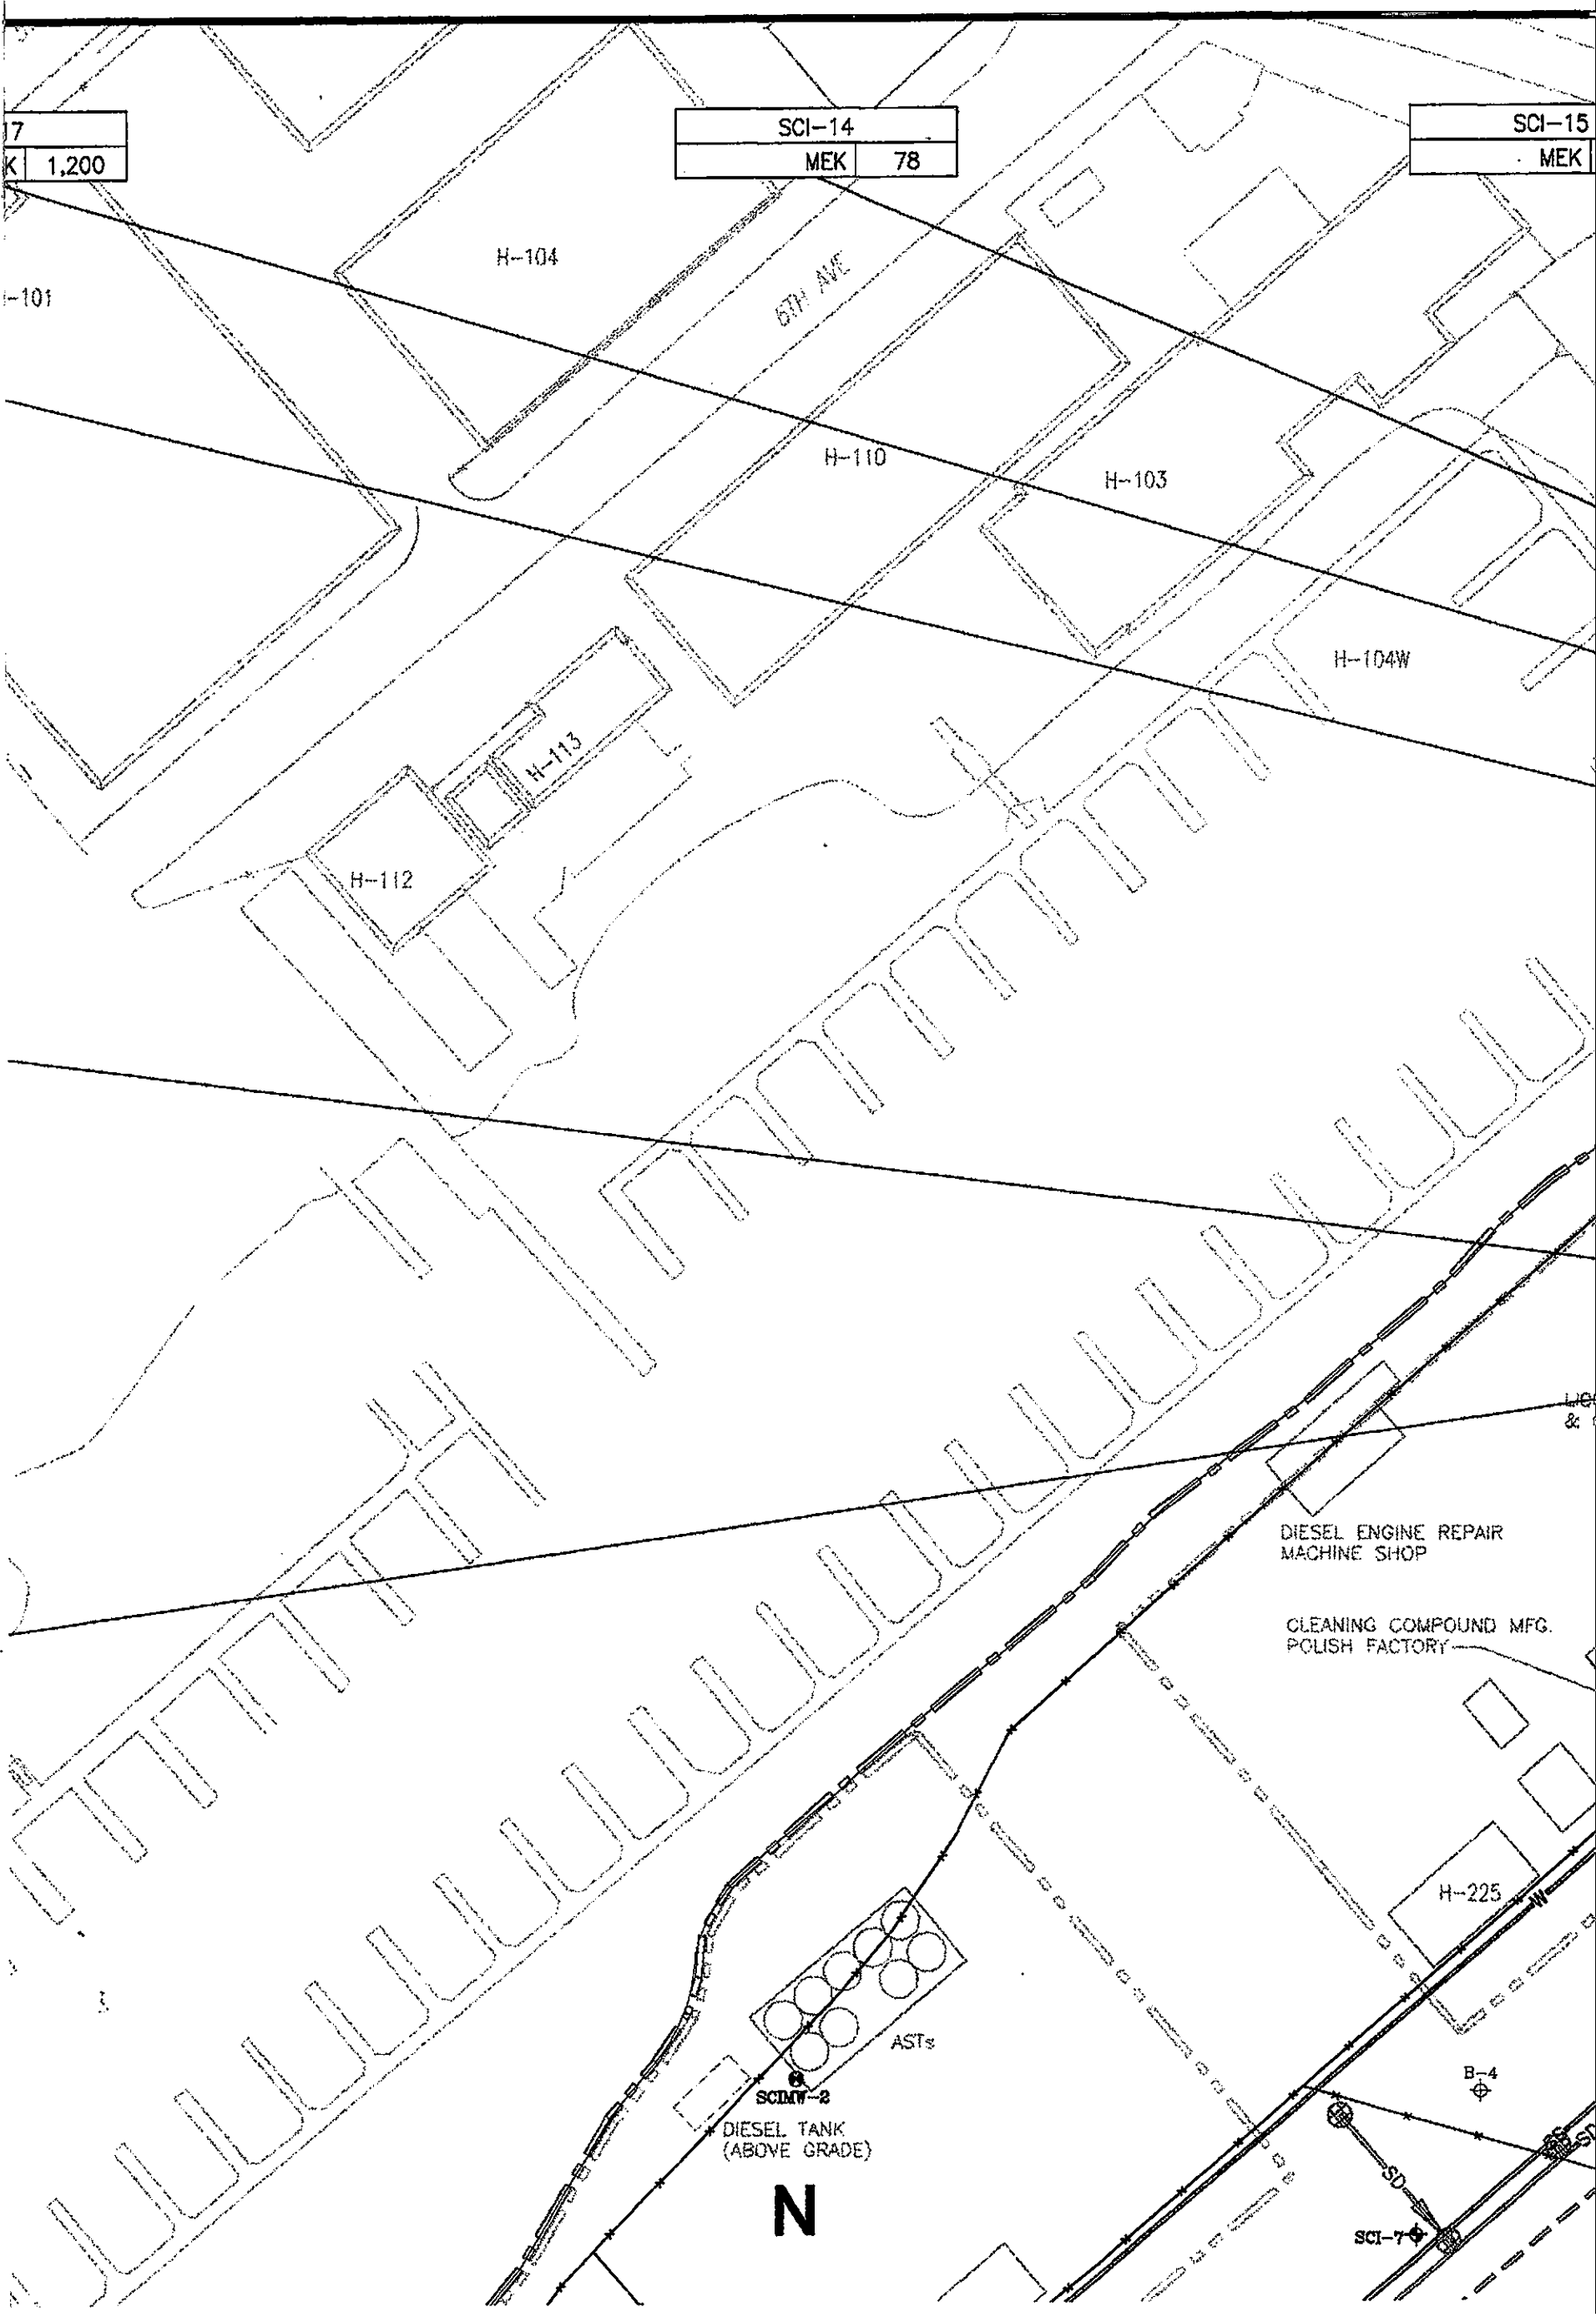 17
K 1,200
SCI-14
MEK 78
SCI-15
MEK
H-104
6TH AVE
-101
H-110
H-103
H-104W
H-113
H-112
&
DIESEL ENGINE REPAIR
MACHINE SHOP
CLEANING COMPOUND MFG.
POLISH FACTORY
H-225
W
ASTs
SCIMW-2
DIESEL TANK
(ABOVE GRADE)
B-4
SD
N
SCI-7